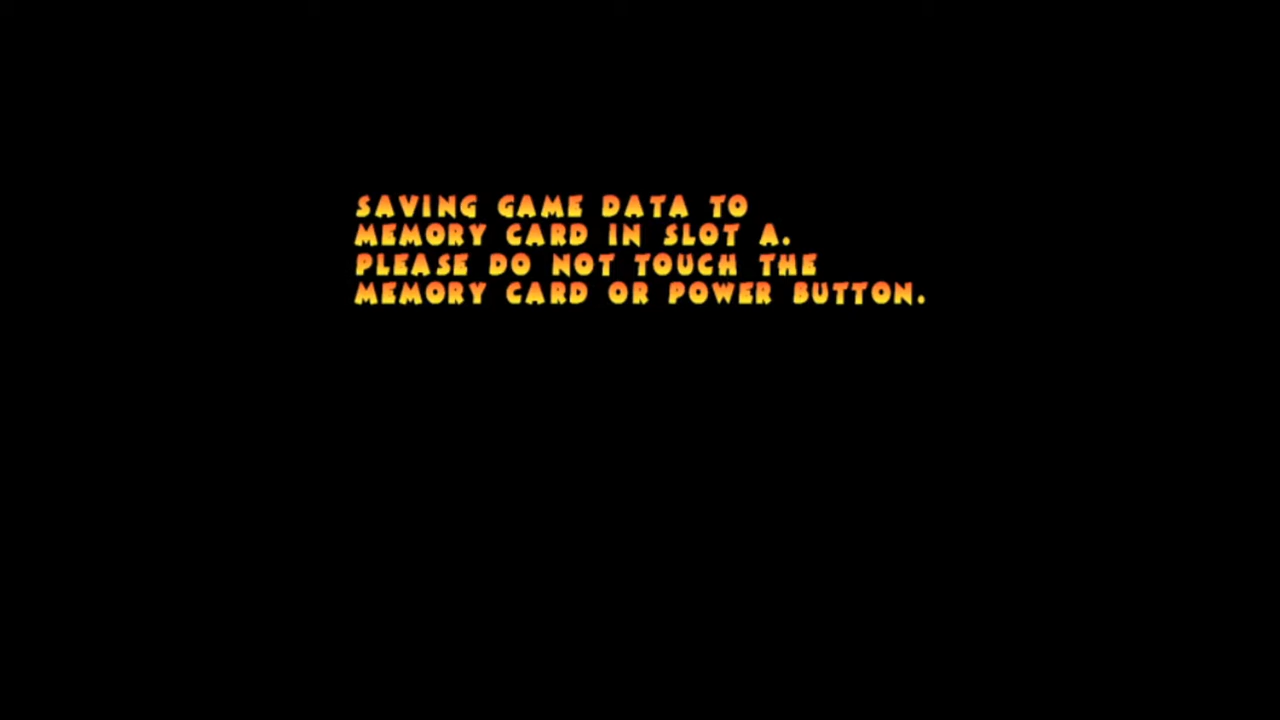 SAVING GAME DATA TO
MEMORY CARD IN SLOT A.
PLEASE DO NOT TOUCH THE
MEMORY CARD OR POWER BUTTON.